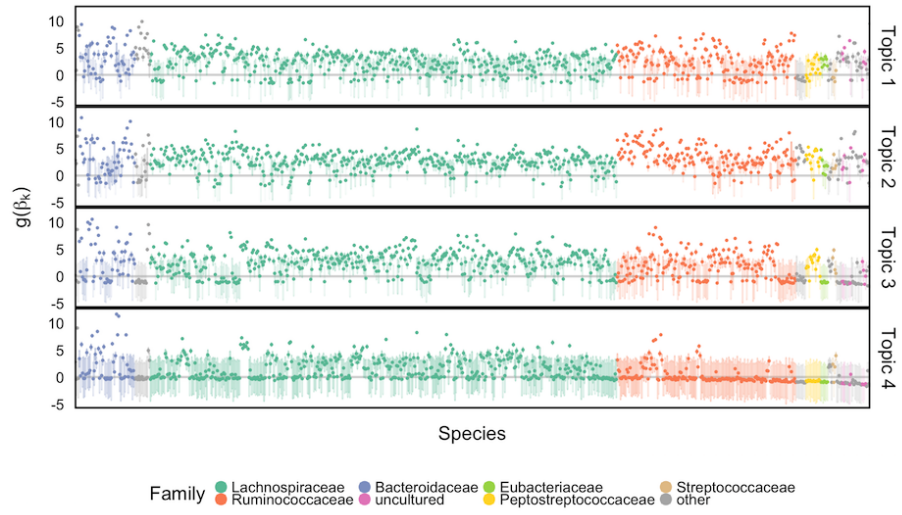 10
5
0
-5
Topic 1
10
5
0
-5
Topic 2
10
5
0
-5
Topic 3
10
5
0
-5
Topic 4
g(βk)
Species
Family
Lachnospiraceae Bacteroidaceae Eubacteriaceae Streptococcaceae
Ruminococcaceae uncultured Peptostreptococcaceae other